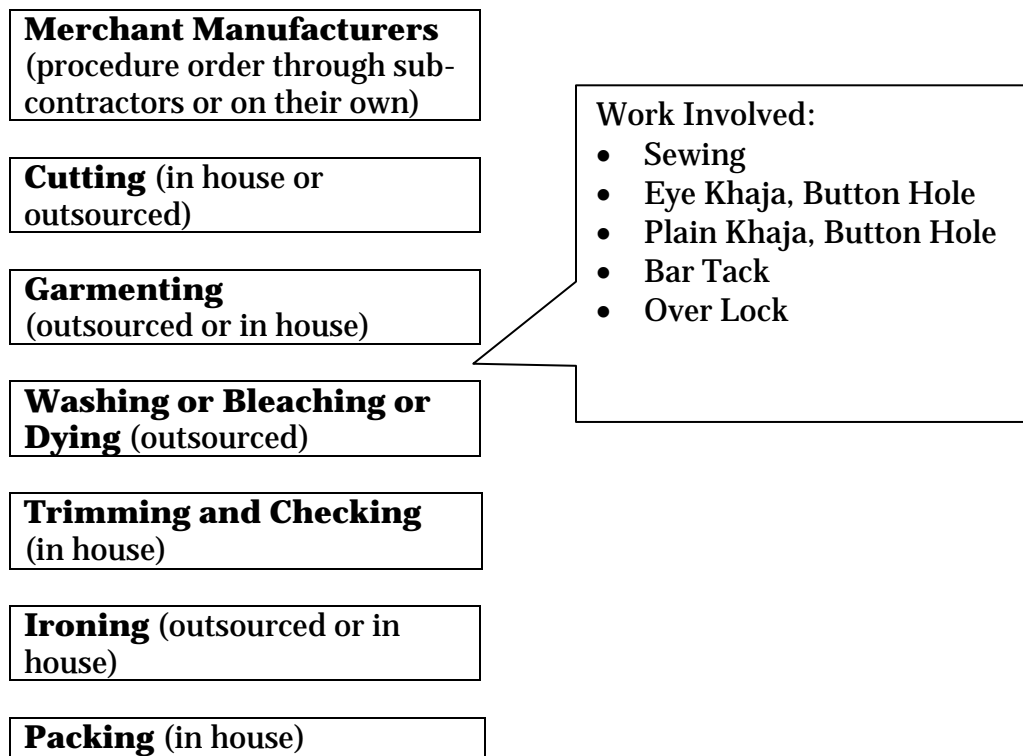 Merchant Manufacturers
(procedure order through sub-
contractors or on their own)
Cutting (in house or
outsourced)
Garmenting
(outsourced or in house)
Washing or Bleaching or
Dying (outsourced)
Trimming and Checking
(in house)
Ironing (outsourced or in
house)
Packing (in house)
Work Involved:
• Sewing
• Eye Khaja, Button Hole
• Plain Khaja, Button Hole
• Bar Tack
• Over Lock